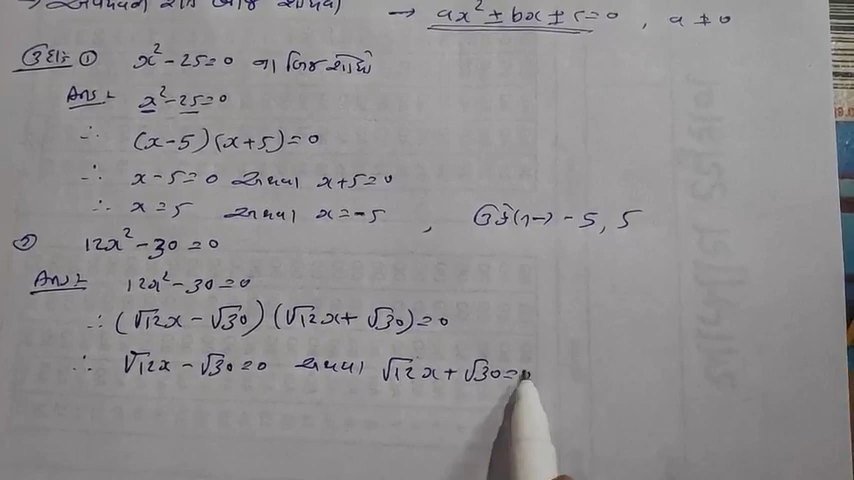 ax² ± bx ± c = 0 , a ≠ 0
ઉદા:- ① x² - 25 = 0 ના બીજ શોધો
Ans:- x² - 25 = 0
∴ (x - 5) (x + 5) = 0
∴ x - 5 = 0 અથવા x + 5 = 0
∴ x = 5 અથવા x = -5 , ઉકેલ → -5, 5
② 12x² - 30 = 0
Ans:- 12x² - 30 = 0
∴ (√12x - √30) (√12x + √30) = 0
∴ √12x - √30 = 0 અથવા √12x + √30 = 0